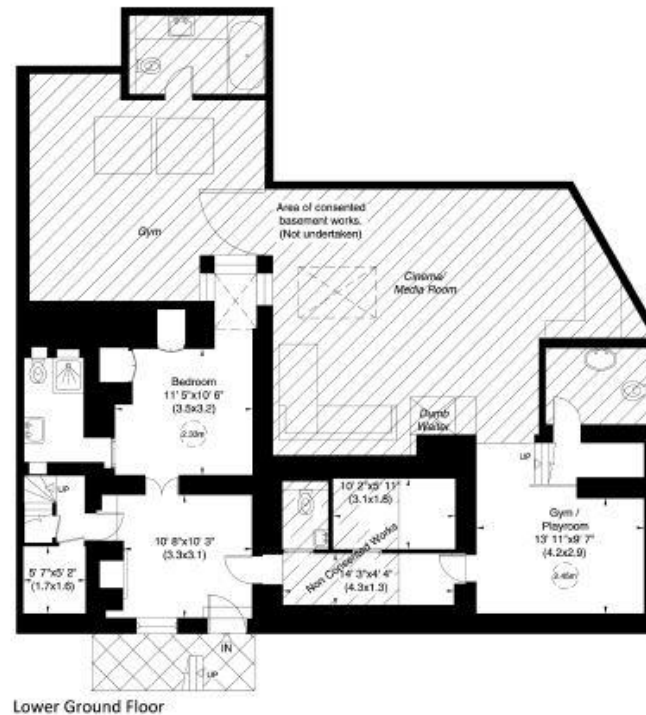 Area of consented
basement works.
(Not undertaken)
Gym
Cinema/
Media Room
Bedroom
11' 5"x10' 6"
(3.5x3.2)
2.33m
Dumb
Waiter
UP
UP
10' 2"x5' 11"
(3.1x1.8)
Gym /
Playroom
13' 11"x9' 7"
(4.2x2.9)
2.46m
10' 8"x10' 3"
(3.3x3.1)
Non Consented Works
5' 7"x5' 2"
(1.7x1.6)
14' 3"x4' 4"
(4.3x1.3)
IN
UP
Lower Ground Floor